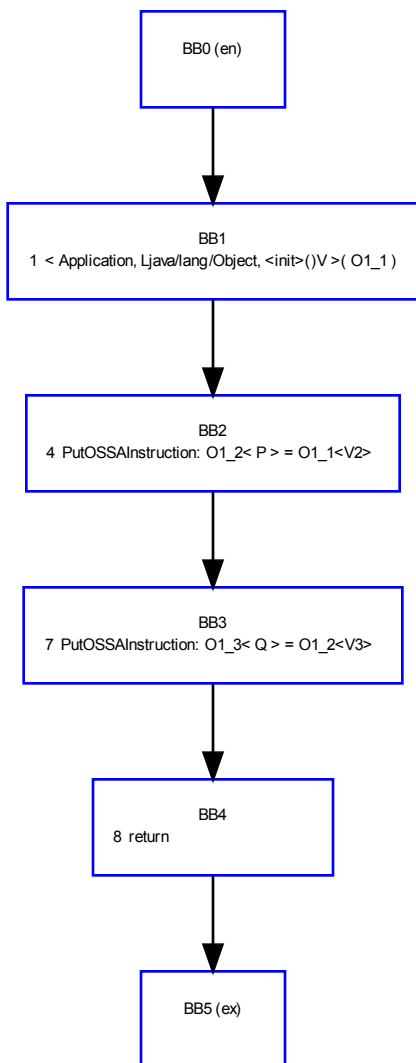 BB0 (en)
BB1
1 < Application, Ljava/lang/Object, <init>()V >( O1_1 )
BB2
4 PutOSSAInstruction: O1_2< P > = O1_1<V2>
BB3
7 PutOSSAInstruction: O1_3< Q > = O1_2<V3>
BB4
8 return
BB5 (ex)